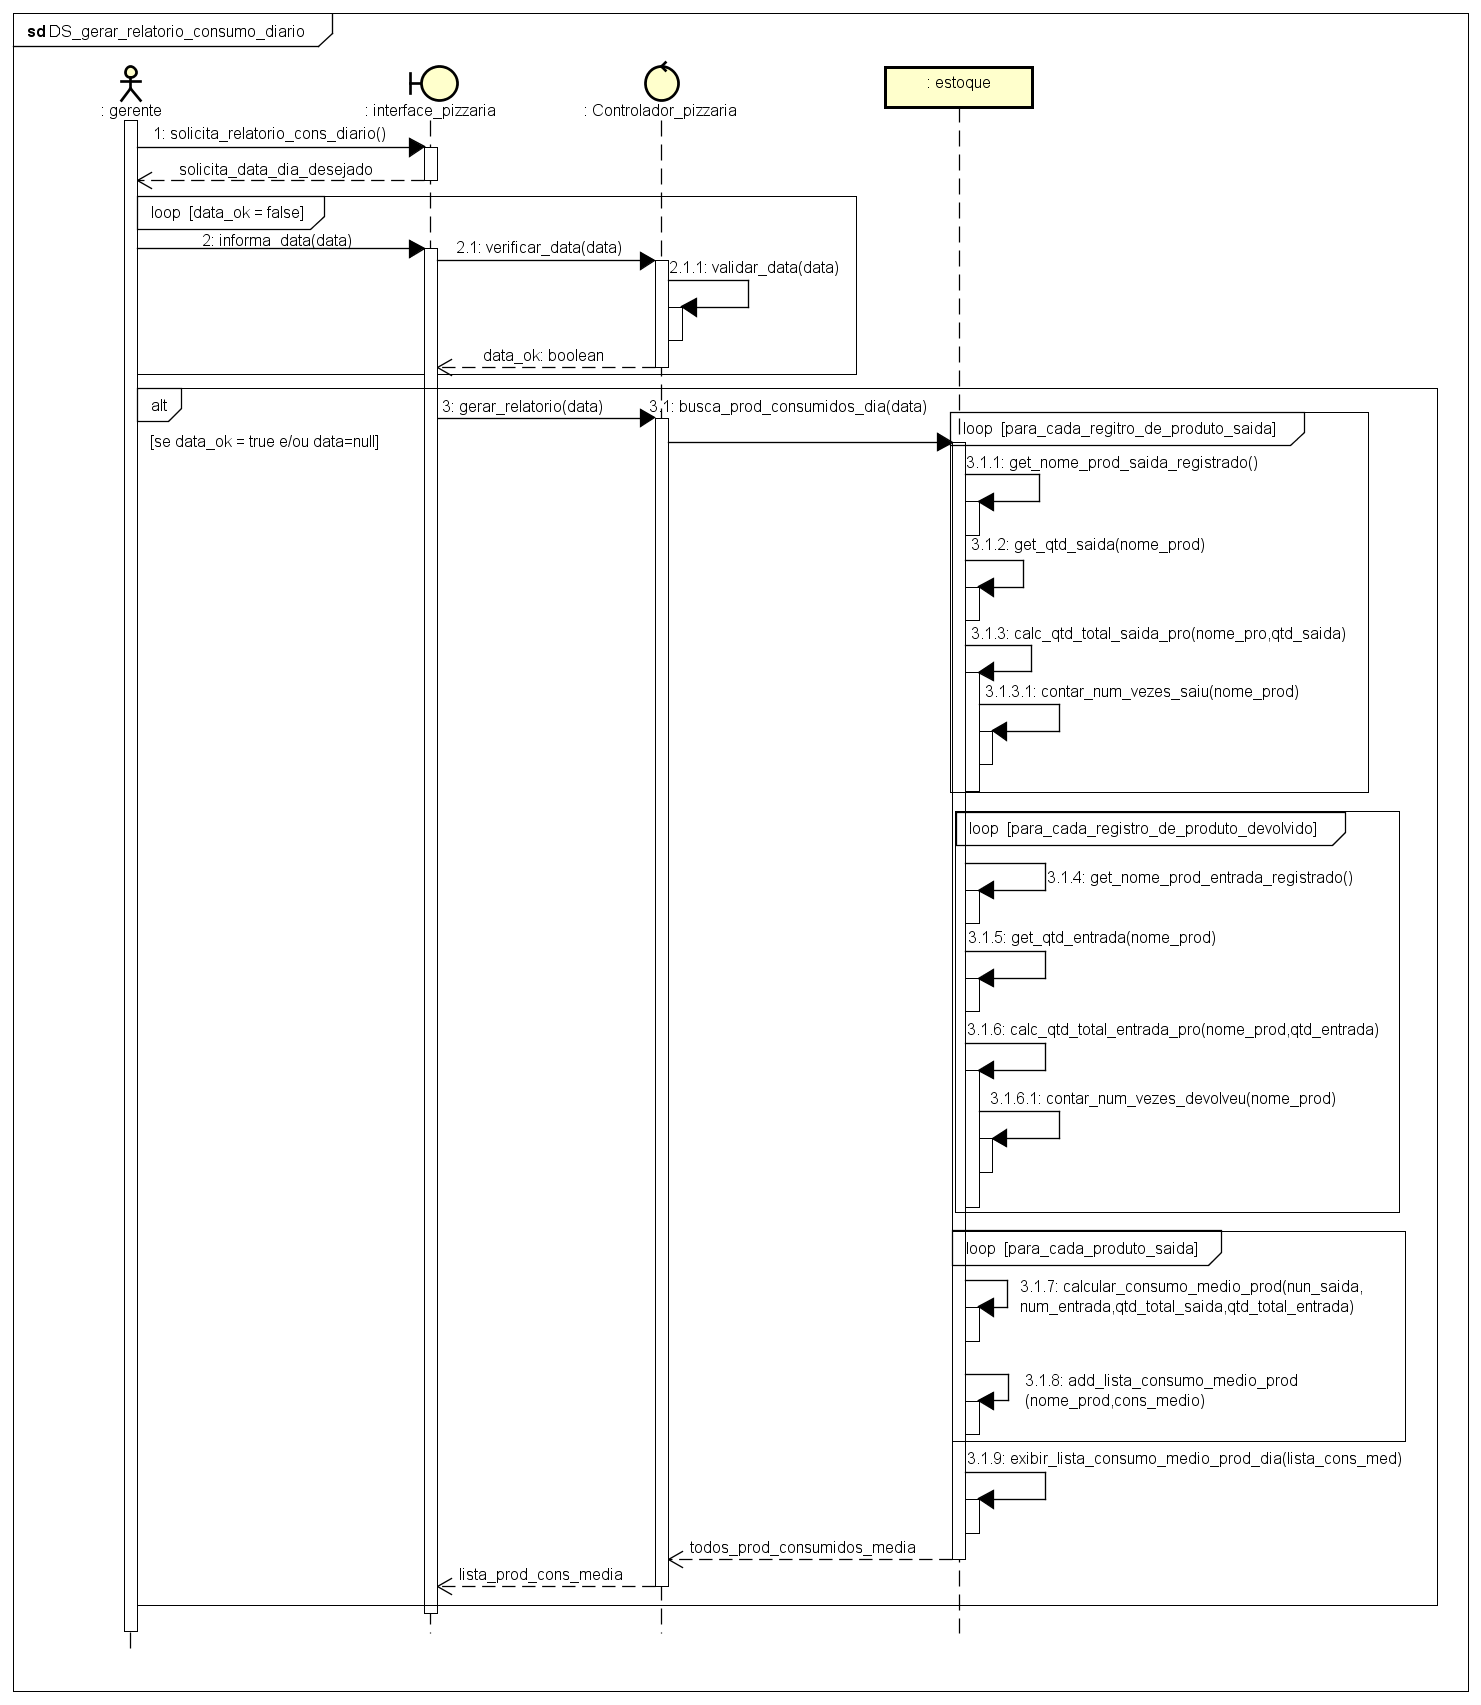 sd DS_gerar_relatorio_consumo_diario
: gerente
: interface_pizzaria
: Controlador_pizzaria
: estoque
1: solicita_relatorio_cons_diario()
solicita_data_dia_desejado
loop [data_ok = false]
2: informa_data(data)
2.1: verificar_data(data)
2.1.1: validar_data(data)
data_ok: boolean
alt
[se data_ok = true e/ou data=null]
3: gerar_relatorio(data)
3.1: busca_prod_consumidos_dia(data)
loop [para_cada_regitro_de_produto_saida]
3.1.1: get_nome_prod_saida_registrado()
3.1.2: get_qtd_saida(nome_prod)
3.1.3: calc_qtd_total_saida_pro(nome_pro,qtd_saida)
3.1.3.1: contar_num_vezes_saiu(nome_prod)
loop [para_cada_registro_de_produto_devolvido]
3.1.4: get_nome_prod_entrada_registrado()
3.1.5: get_qtd_entrada(nome_prod)
3.1.6: calc_qtd_total_entrada_pro(nome_prod,qtd_entrada)
3.1.6.1: contar_num_vezes_devolveu(nome_prod)
loop [para_cada_produto_saida]
3.1.7: calcular_consumo_medio_prod(nun_saida,
num_entrada,qtd_total_saida,qtd_total_entrada)
3.1.8: add_lista_consumo_medio_prod
(nome_prod,cons_medio)
3.1.9: exibir_lista_consumo_medio_prod_dia(lista_cons_med)
todos_prod_consumidos_media
lista_prod_cons_media